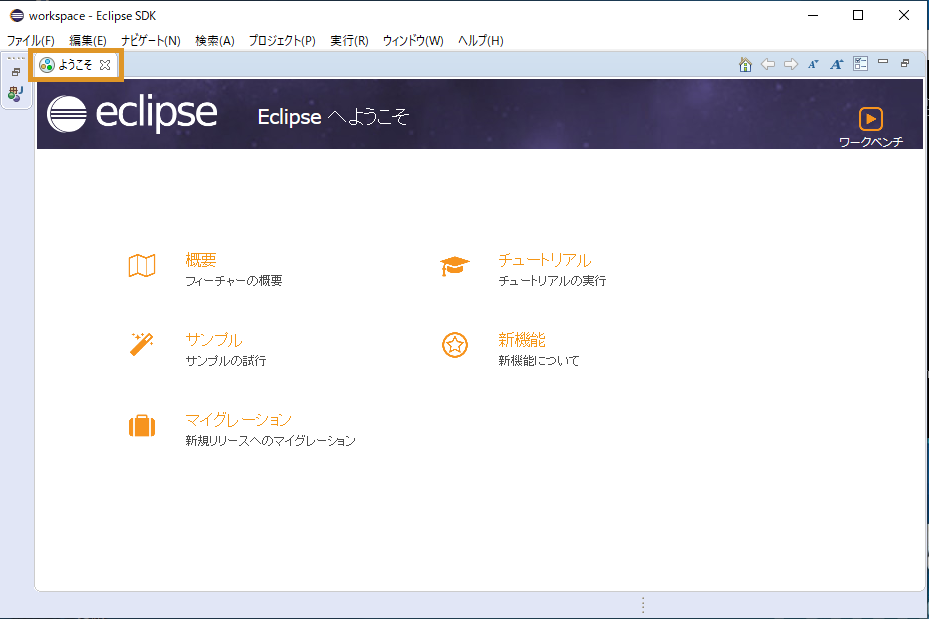 workspace - Eclipse SDK
ファイル(F) 編集(E) ナビゲート(N) 検索(A) プロジェクト(P) 実行(R) ウィンドウ(W) ヘルプ(H)
ようこそ
eclipse
Eclipse へようこそ
ワークベンチ
概要
フィーチャーの概要
チュートリアル
チュートリアルの実行
サンプル
サンプルの試行
新機能
新機能について
マイグレーション
新規リリースへのマイグレーション